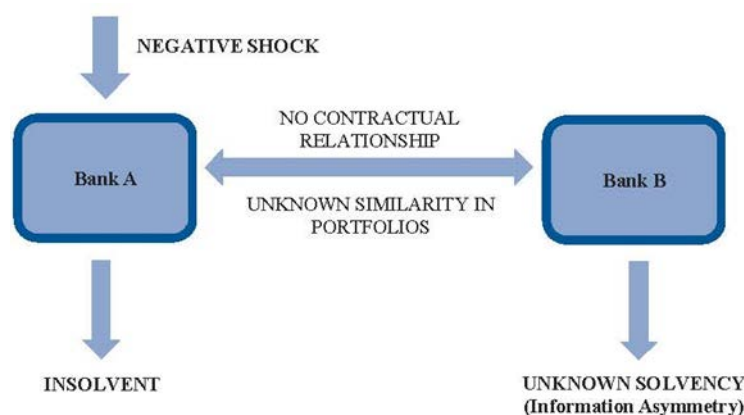 NEGATIVE SHOCK
NO CONTRACTUAL
RELATIONSHIP
Bank A
Bank B
UNKNOWN SIMILARITY IN
PORTFOLIOS
INSOLVENT
UNKNOWN SOLVENCY
(Information Asymmetry)